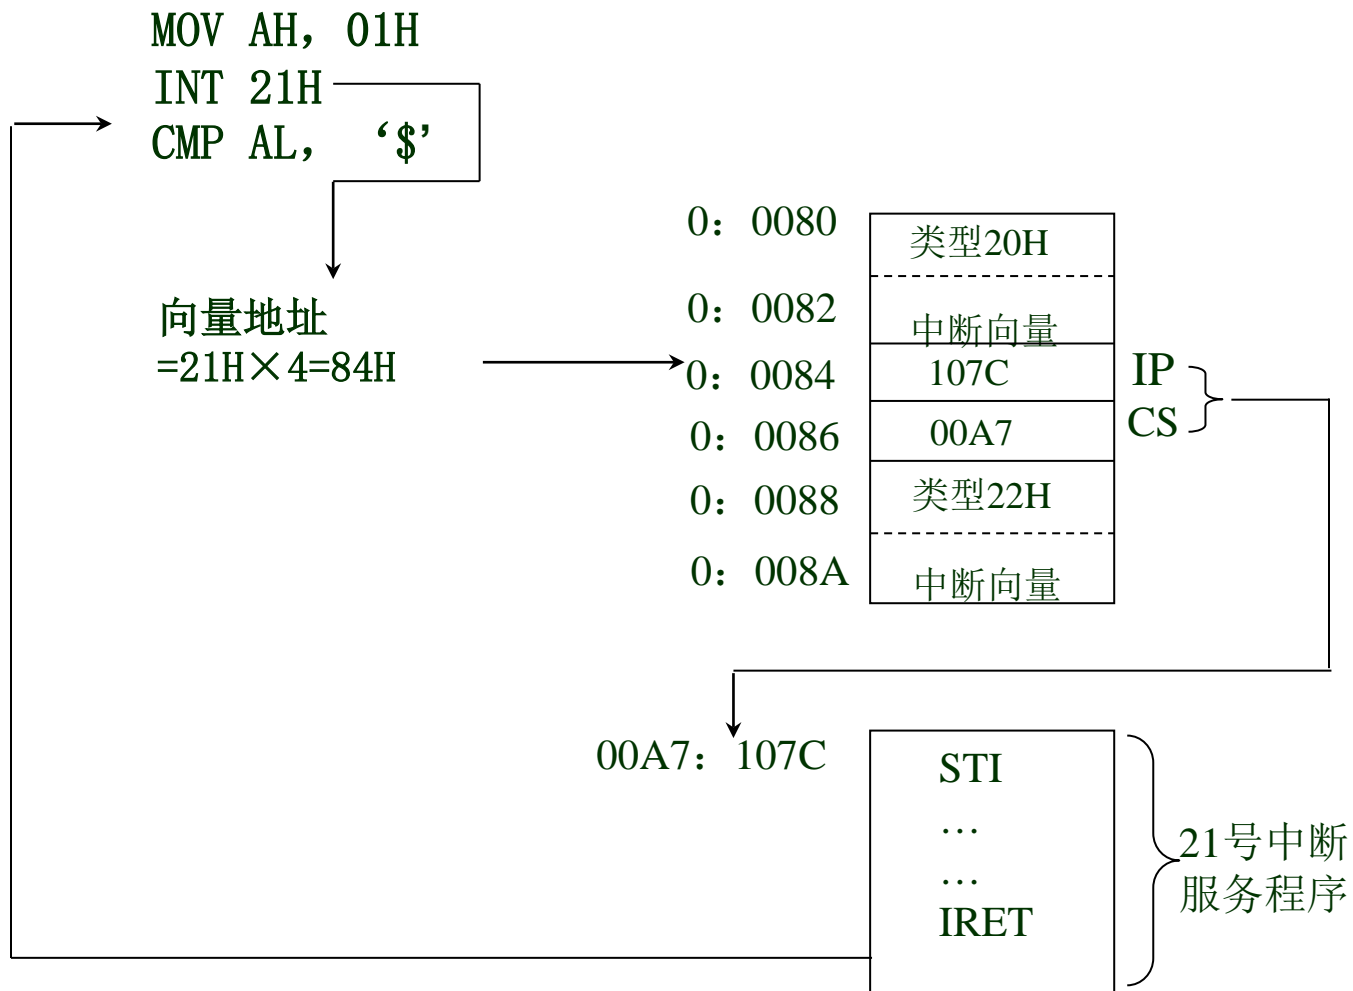 MOV AH，01H
INT 21H
CMP AL， ‘$’
向量地址
=21H×4=84H
0：0080
类型20H
0：0082
中断向量
0：0084
107C
IP
0：0086
00A7
CS
0：0088
类型22H
0：008A
中断向量
00A7：107C
STI
…
…
IRET
21号中断
服务程序